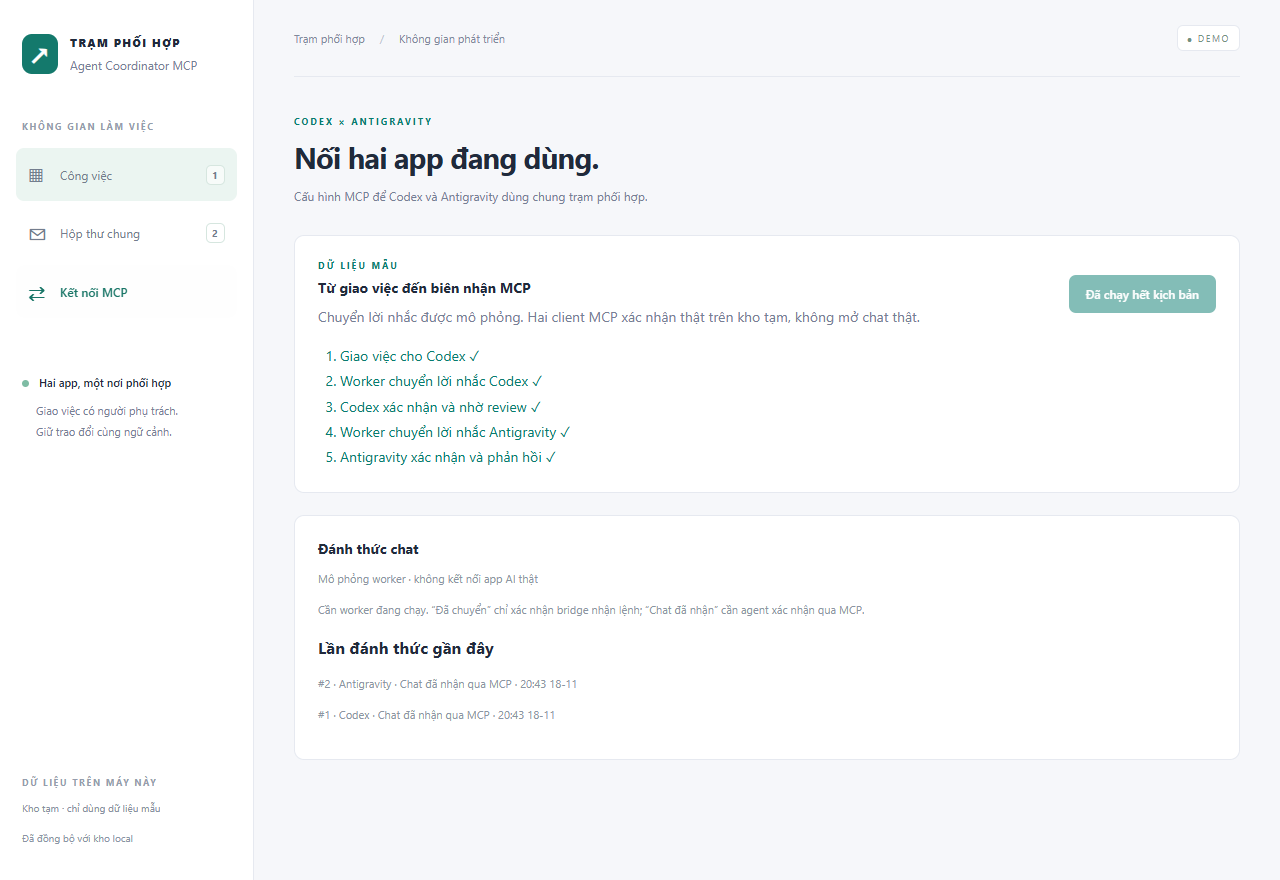 TRẠM PHỐI HỢP
Agent Coordinator MCP
KHÔNG GIAN LÀM VIỆC
Công việc 1
Hộp thư chung 2
Kết nối MCP
Hai app, một nơi phối hợp
Giao việc có người phụ trách.
Giữ trao đổi cùng ngữ cảnh.
DỮ LIỆU TRÊN MÁY NÀY
Kho tạm · chỉ dùng dữ liệu mẫu
Đã đồng bộ với kho local
Trạm phối hợp / Không gian phát triển
● DEMO
CODEX × ANTIGRAVITY
Nối hai app đang dùng.
Cấu hình MCP để Codex và Antigravity dùng chung trạm phối hợp.
DỮ LIỆU MẪU
Từ giao việc đến biên nhận MCP
Chuyển lời nhắc được mô phỏng. Hai client MCP xác nhận thật trên kho tạm, không mở chat thật.
Đã chạy hết kịch bản
1. Giao việc cho Codex ✓
2. Worker chuyển lời nhắc Codex ✓
3. Codex xác nhận và nhờ review ✓
4. Worker chuyển lời nhắc Antigravity ✓
5. Antigravity xác nhận và phản hồi ✓
Đánh thức chat
Mô phỏng worker · không kết nối app AI thật
Cần worker đang chạy. “Đã chuyển” chỉ xác nhận bridge nhận lệnh; “Chat đã nhận” cần agent xác nhận qua MCP.
Lần đánh thức gần đây
#2 · Antigravity · Chat đã nhận qua MCP · 20:43 18-11
#1 · Codex · Chat đã nhận qua MCP · 20:43 18-11